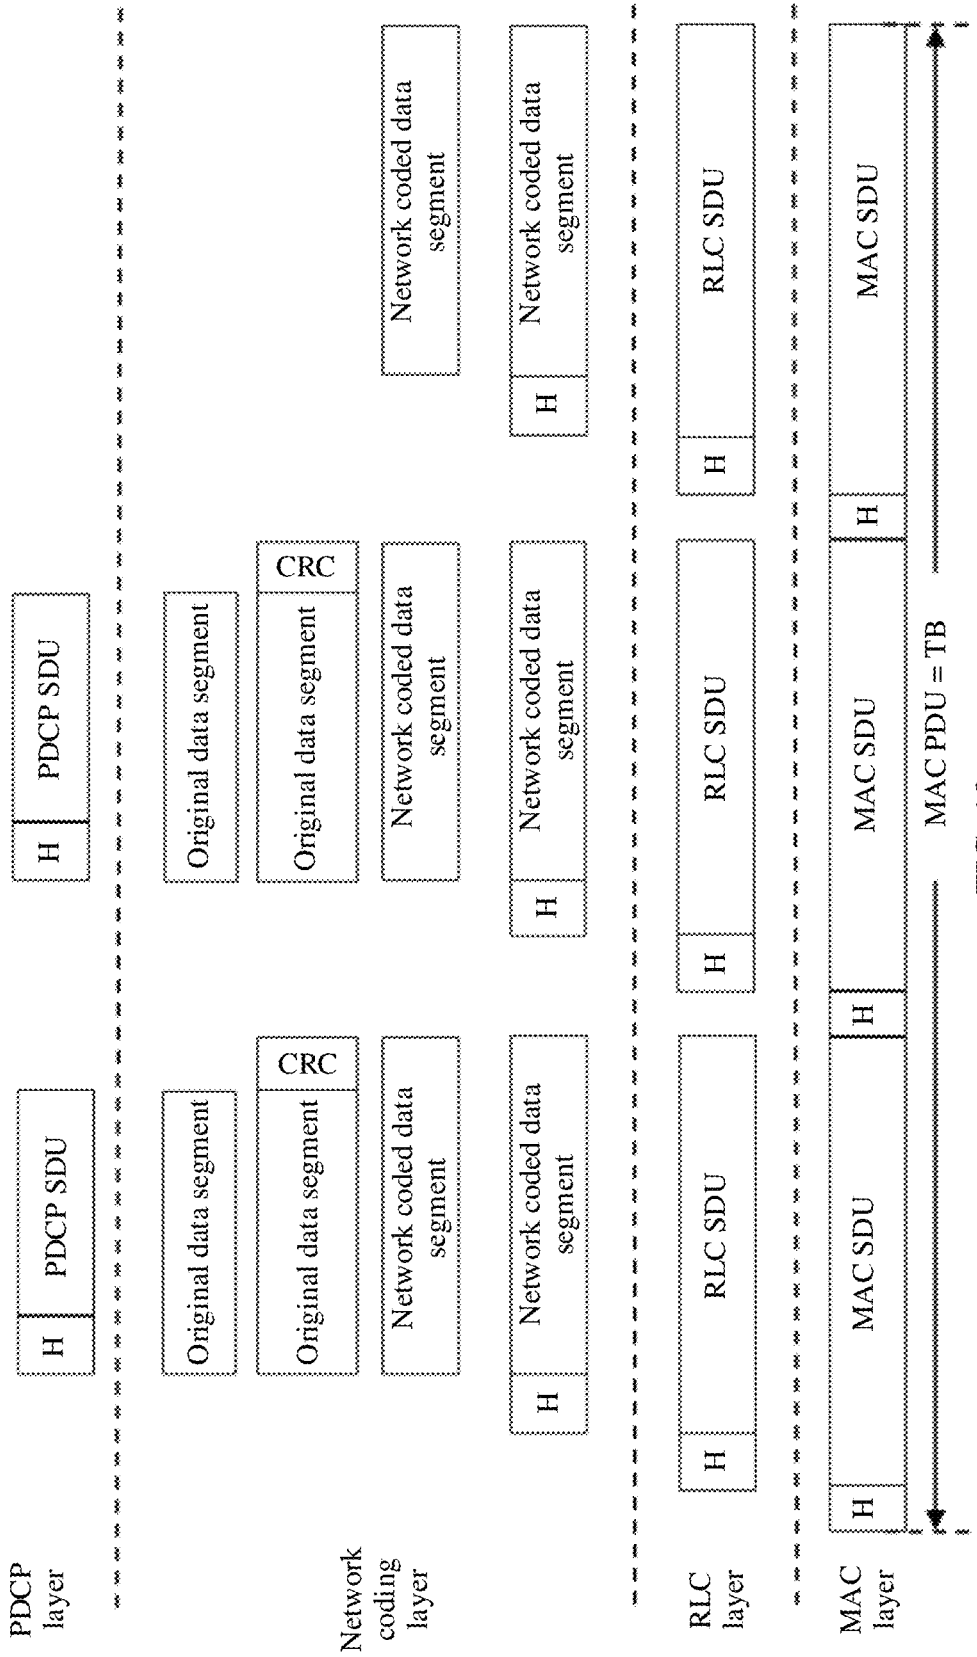 PDCP
layer
H
PDCP SDU
H
PDCP SDU
Network
coding
layer
Original data segment
Original data segment
Original data segment
CRC
Original data segment
CRC
Network coded data
segment
Network coded data
segment
Network coded data
segment
H
Network coded data
segment
H
Network coded data
segment
H
Network coded data
segment
RLC
layer
H
RLC SDU
H
RLC SDU
H
RLC SDU
MAC
layer
H
MAC SDU
H
MAC SDU
H
MAC SDU
MAC PDU = TB